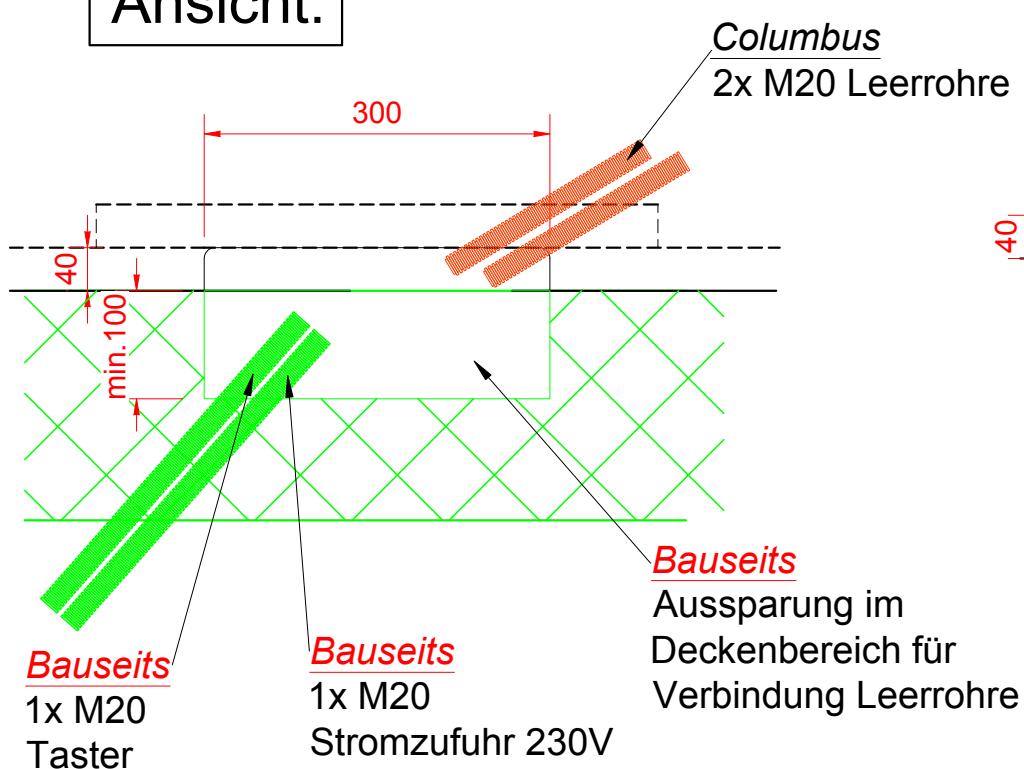 Ansicht:
Columbus
2x M20 Leerrohre
300
40
40
min.100
Bauseits
Aussparung im
Deckenbereich für
Verbindung Leerrohre
Bauseits
1x M20
Taster
Bauseits
1x M20
Stromzufuhr 230V